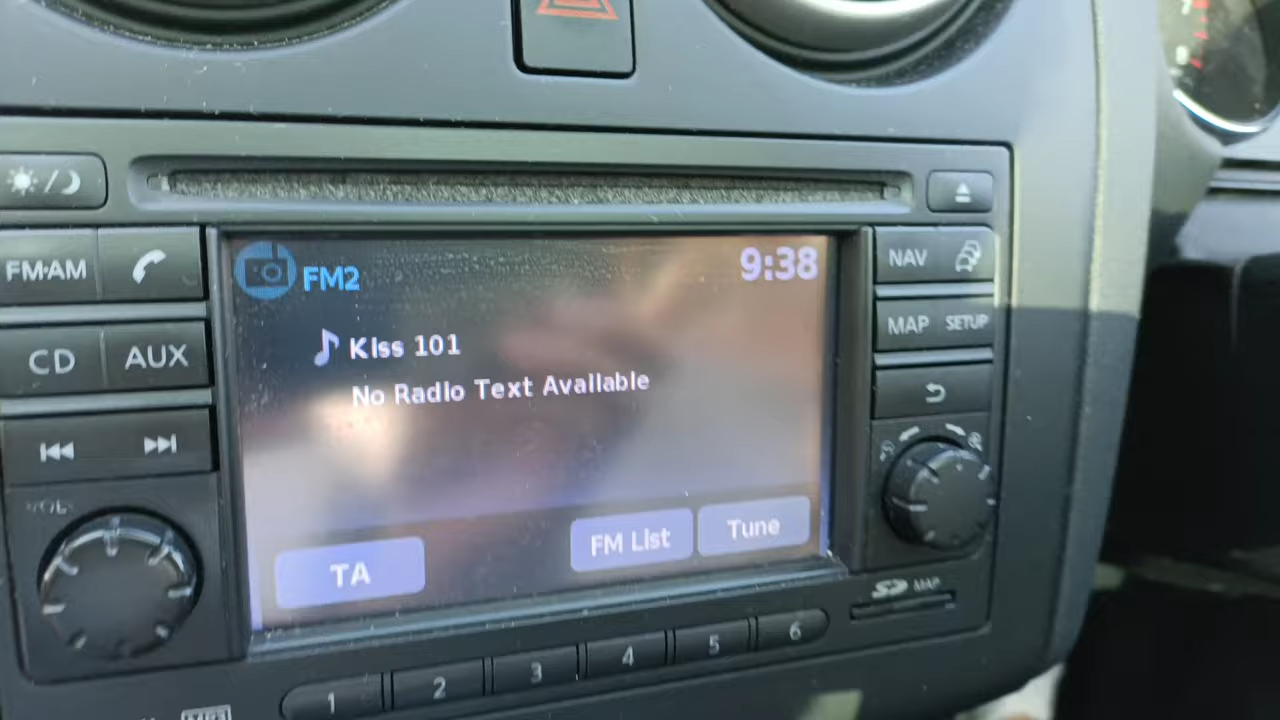 FM·AM
CD
AUX
VOL
FM2
9:38
Kiss 101
No Radio Text Available
TA
FM List
Tune
NAV
MAP
SETUP
MAP
1
2
3
4
5
6